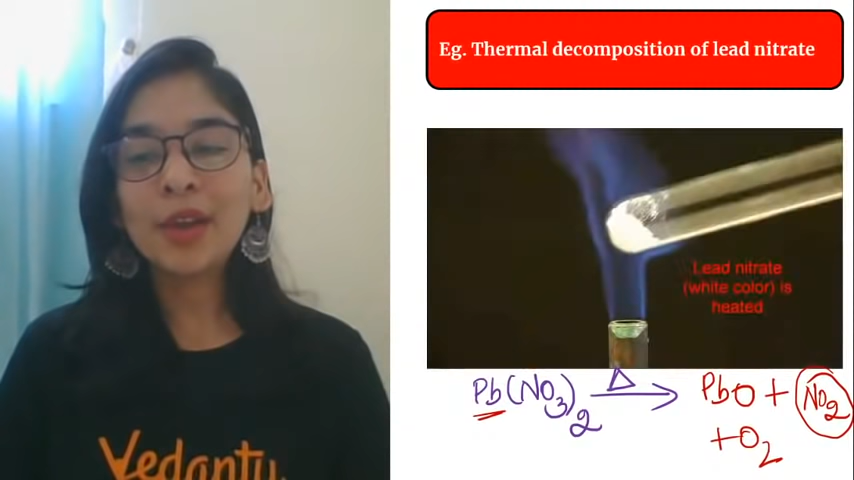 Eg. Thermal decomposition of lead nitrate
Lead nitrate
(white color) is
heated
Pb(NO₃)₂ —Δ→ PbO + NO₂
+O₂
Vedantu